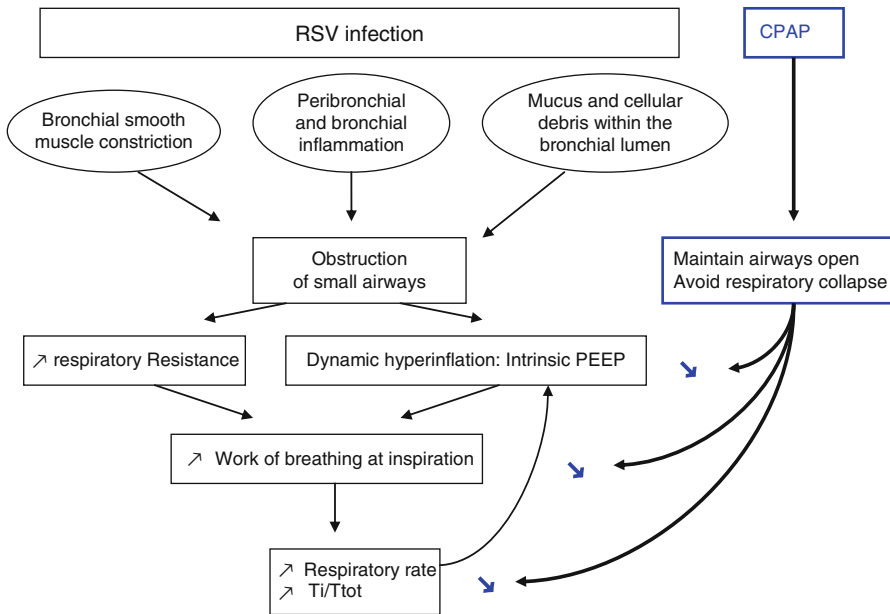 RSV infection
CPAP
Bronchial smooth
muscle constriction
Peribronchial
and bronchial
inflammation
Mucus and cellular
debris within the
bronchial lumen
Obstruction
of small airways
Maintain airways open
Avoid respiratory collapse
↗ respiratory Resistance
Dynamic hyperinflation: Intrinsic PEEP
↗ Work of breathing at inspiration
↗ Respiratory rate
↗ Ti/Ttot